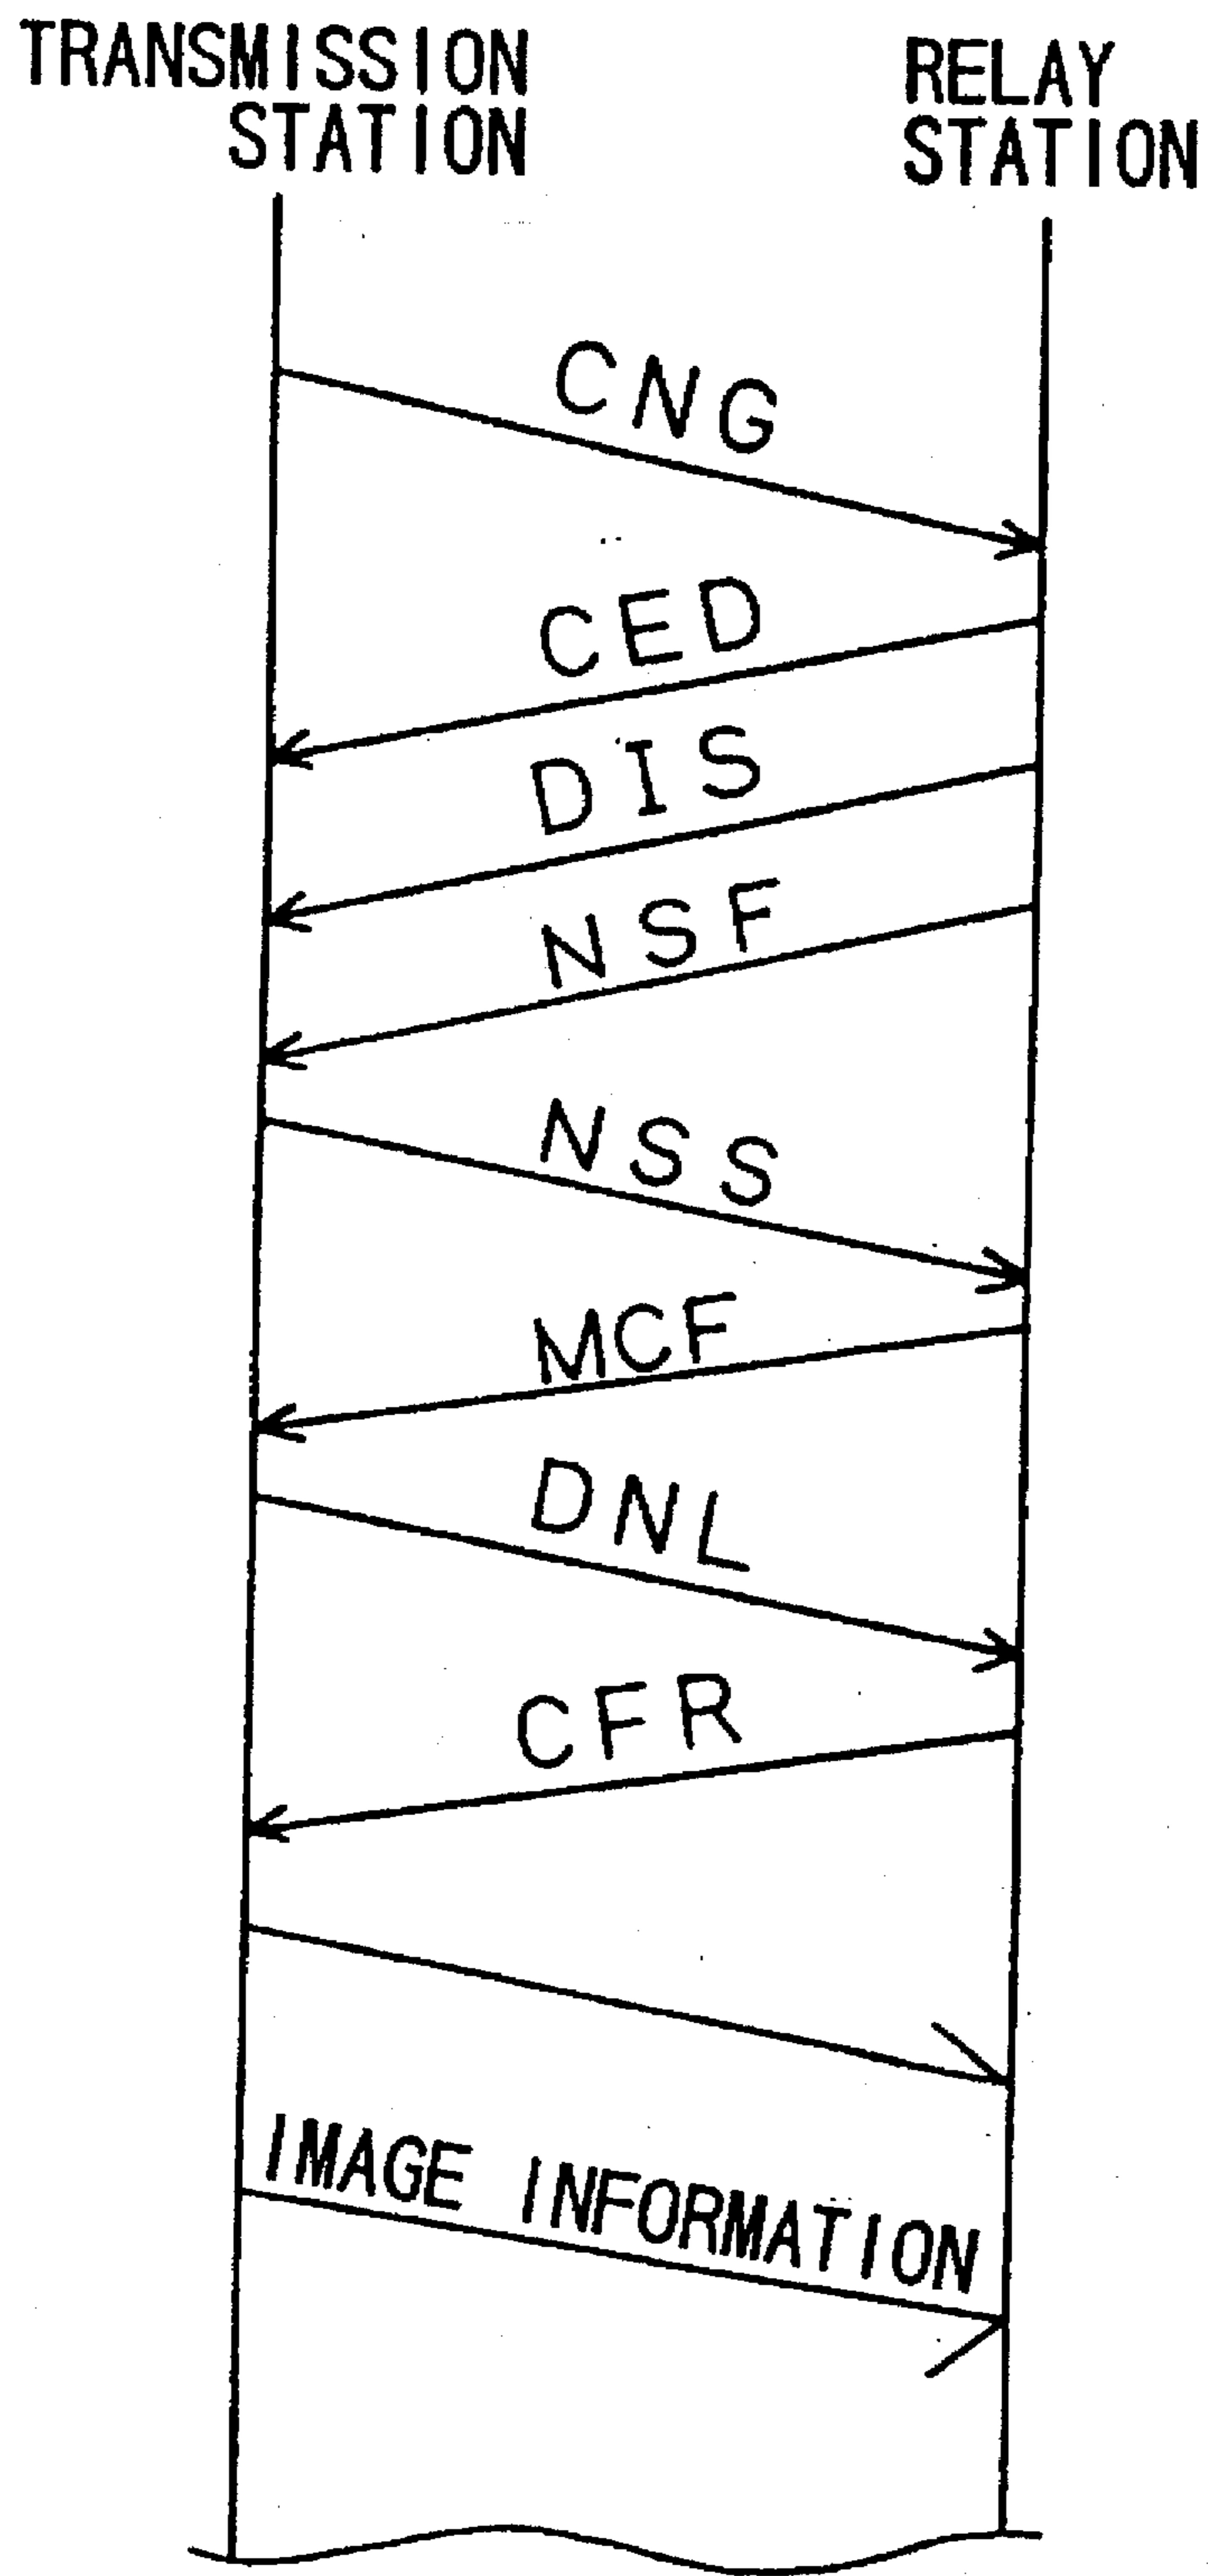 TRANSMISSION
STATION
RELAY
STATION
CNG
CED
DIS
NSF
NSS
MCF
DNL
CFR
IMAGE INFORMATION